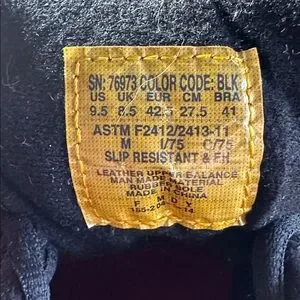 SN: 76973 COLOR CODE: BLK
US UK EUR CM BRA
9.5 8.5 42.5 27.5 41
ASTM F2412/2413-11
M I/75 C/75
SLIP RESISTANT & EH
LEATHER UPPER BALANCE
MAN MADE MATERIAL
RUBBER SOLE
MADE IN CHINA
F M D Y